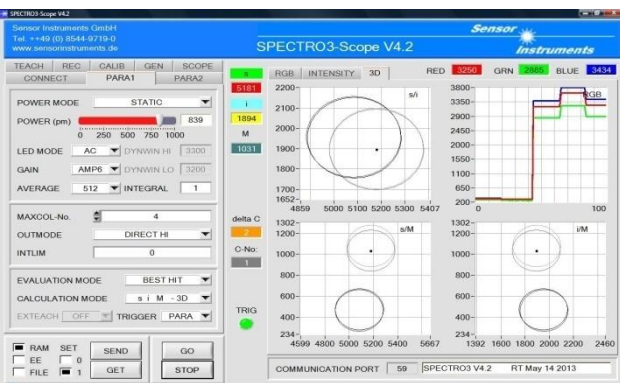 SPECTRO3-Scope V4.2
Sensor Instruments GmbH
Tel. ++49 (0) 8544-9719-0
www.sensorinstruments.de
SPECTRO3-Scope V4.2
Sensor Instruments
TEACH REC CALIB GEN SCOPE
CONNECT PARA1 PARA2
POWER MODE STATIC
POWER (pm) 839
0 250 500 750 1000
LED MODE AC DYNWIN HI 3300
GAIN AMP6 DYNWIN LO 3200
AVERAGE 512 INTEGRAL 1
MAXCOL-No. 4
OUTMODE DIRECT HI
INTLIM 0
EVALUATION MODE BEST HIT
CALCULATION MODE s i M - 3D
EXTEACH OFF TRIGGER PARA
RAM SET SEND GO
EE 0
FILE 1 GET STOP
s
5181
i
1894
M
1031
delta C
2
C-No:
1
TRIG
RGB INTENSITY 3D
RED 3250 GRN 2885 BLUE 3434
s/i
2200
2100
2000
1900
1800
1700
1652
4859 5000 5100 5200 5300 5407
RGB
3800
3350
2900
2450
2000
1550
1100
650
200
0 100
s/M
1302
1200
1000
800
600
400
234
4599 4800 5000 5200 5400 5667
i/M
1302
1200
1000
800
600
400
234
1392 1600 1800 2000 2200 2460
COMMUNICATION PORT 59 SPECTRO3 V4.2 RT May 14 2013